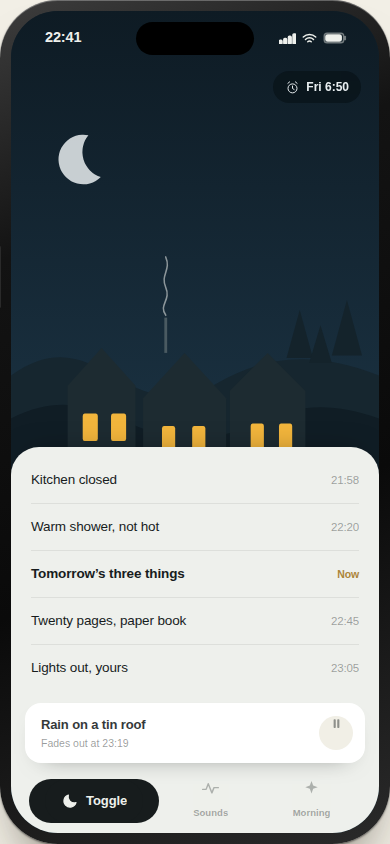 22:41
Fri 6:50
Kitchen closed 21:58
Warm shower, not hot 22:20
Tomorrow’s three things Now
Twenty pages, paper book 22:45
Lights out, yours 23:05
Rain on a tin roof
Fades out at 23:19
Toggle Sounds Morning